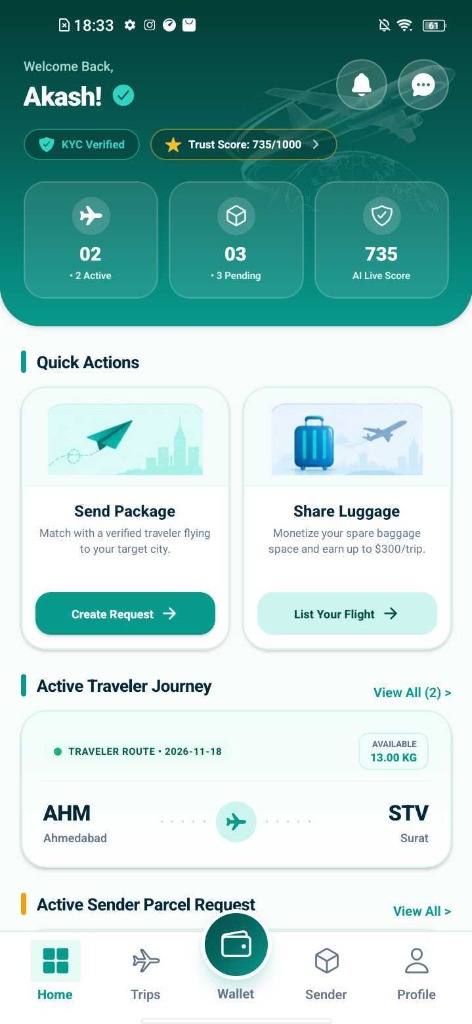 18:33
61
Welcome Back,
Akash!
KYC Verified
Trust Score: 735/1000
02
• 2 Active
03
• 3 Pending
735
AI Live Score
Quick Actions
Send Package
Match with a verified traveler flying
to your target city.
Create Request →
Share Luggage
Monetize your spare baggage
space and earn up to $300/trip.
List Your Flight →
Active Traveler Journey
View All (2) >
TRAVELER ROUTE • 2026-11-18
AVAILABLE
13.00 KG
AHM
Ahmedabad
STV
Surat
Active Sender Parcel Request
View All >
Home
Trips
Wallet
Sender
Profile